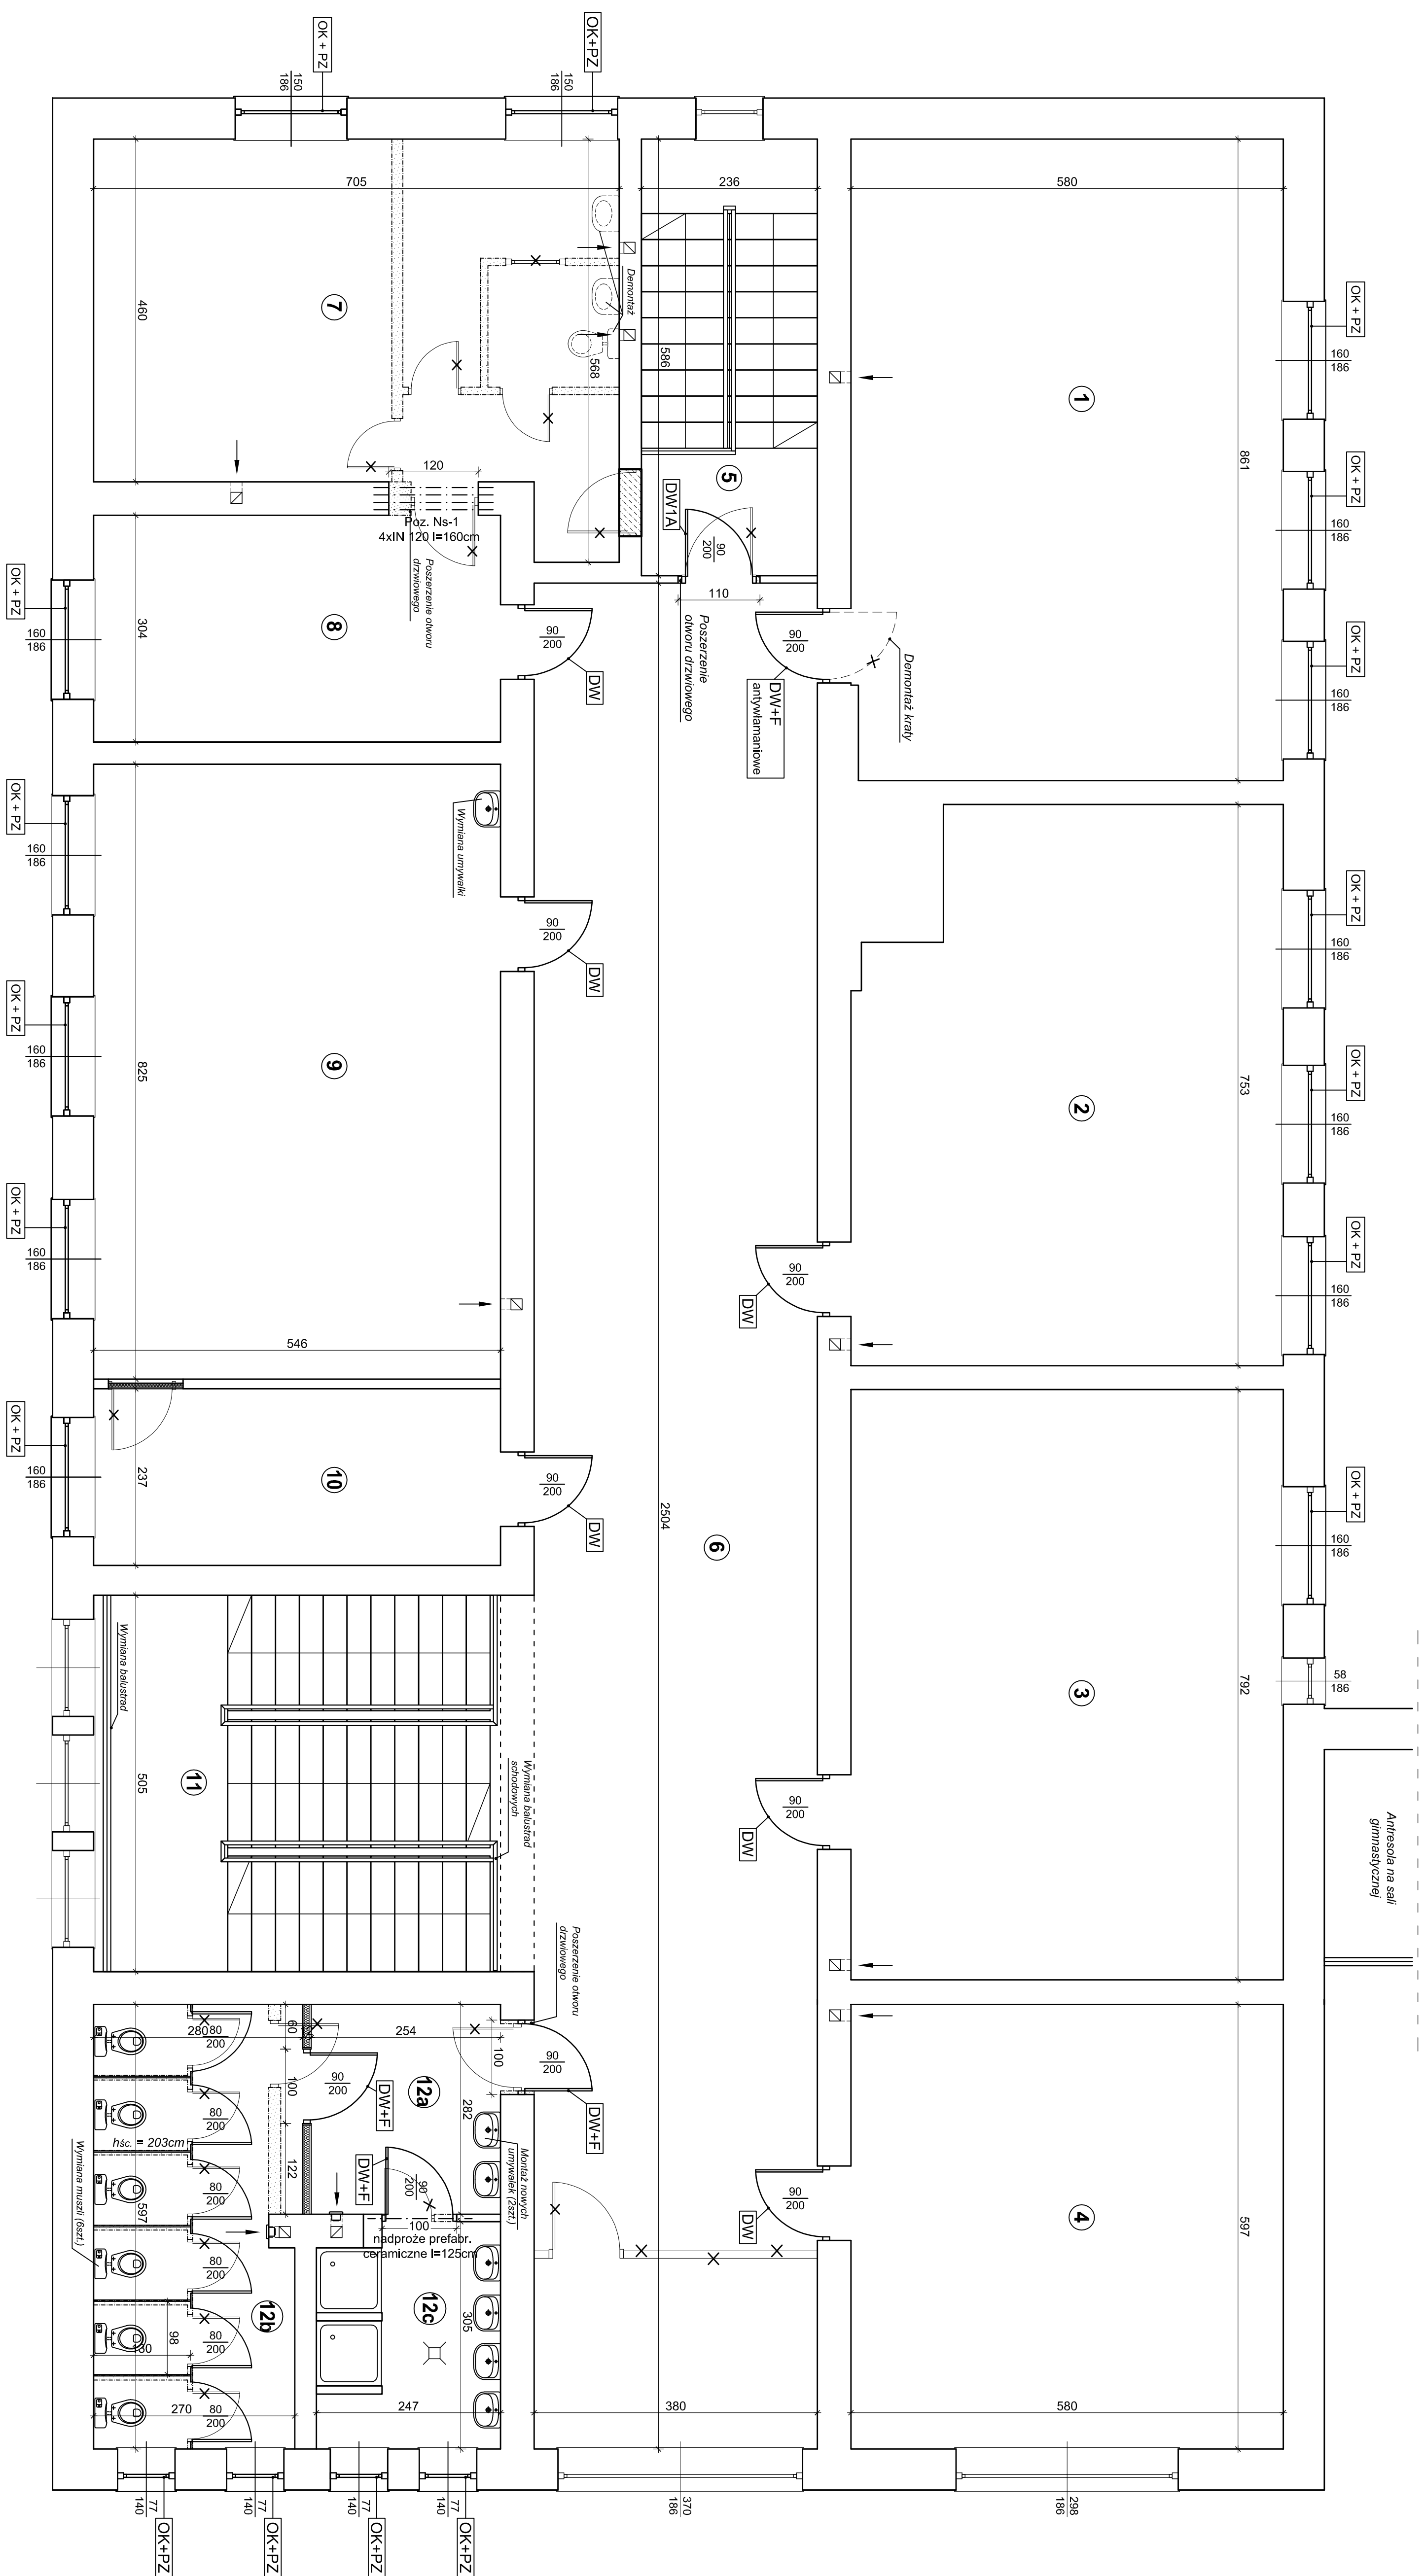 OK + PZ
150
186
OK+PZ
150
186
705
236
580
OK + PZ
160
186
Demontaż
7
460
586
568
1
861
OK + PZ
160
186
120
5
DW1A
90
200
Poz. Ns-1
4xIN 120 l=160cm
Poszerzenie otworu
drzwiowego
110
Poszerzenie
otworu drzwiowego
OK + PZ
160
186
OK + PZ
160
186
304
8
90
200
DW
90
200
DW+F
antywłamaniowe
Demontaż kraty
OK + PZ
160
186
Wymiana umywalki
90
200
DW
OK + PZ
160
186
OK + PZ
160
186
825
9
2
753
OK + PZ
160
186
OK + PZ
160
186
546
90
200
DW
OK + PZ
160
186
OK + PZ
160
186
237
10
90
200
DW
2504
6
OK + PZ
160
186
58
186
Wymiana balustrad
505
11
Wymiana balustrad
schodowych
90
200
DW
3
792
Antresola na sali
gimnastycznej
Poszerzenie otworu
drzwiowego
280
80
200
60
254
100
90
200
DW+F
100
90
200
DW+F
12a
282
80
200
hśc. = 203cm
122
DW+F
90
200
Montaż nowych
umywalek (2szt.)
90
200
DW
4
597
Wymiana muszli (6szt.)
597
80
200
100
nadproże prefabr.
ceramiczne l=125cm
80
200
12b
12c
305
130
98
80
200
270
80
200
247
380
580
77
140
OK+PZ
77
140
OK+PZ
77
140
OK+PZ
77
140
OK+PZ
370
186
298
186